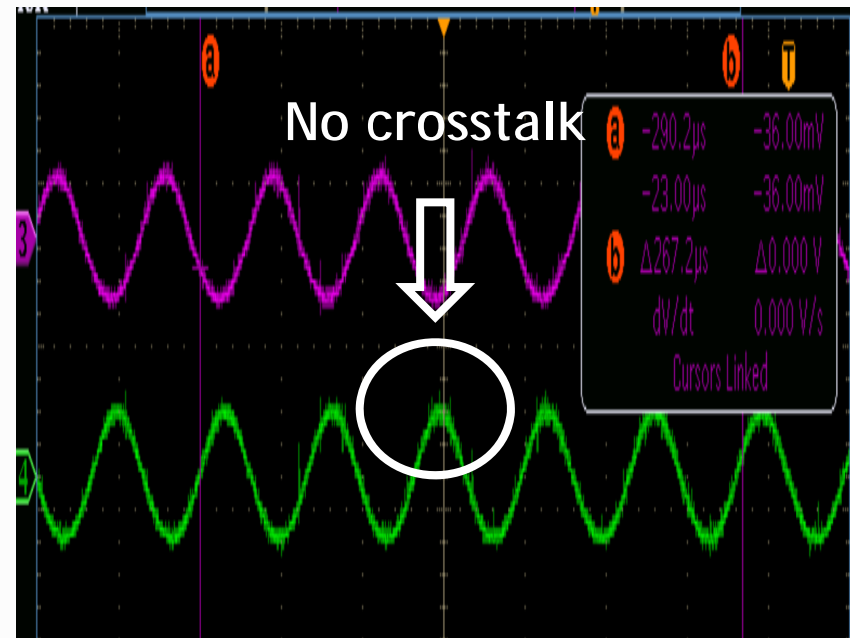 a
b
T
No crosstalk
a -290.2µs -36.00mV
-23.00µs -36.00mV
b Δ267.2µs Δ0.000 V
dV/dt 0.000 V/s
Cursors Linked
3
4